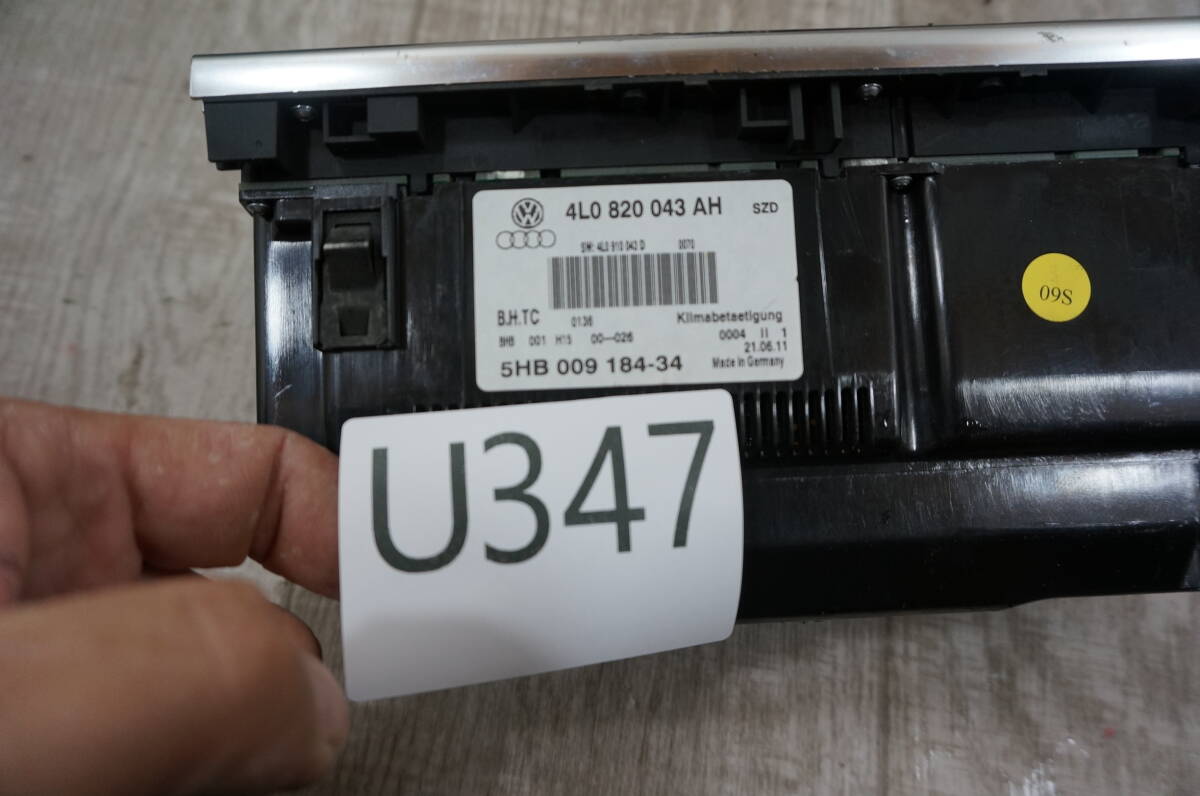 4L0 820 043 AH SZD
SW: 4L0 910 043 D 0070
B.H.TC 0136 Klimabetaetigung
BHB 001 H15 00—026 0004 II 1
21.06.11
5HB 009 184-34 Made in Germany
S60
U347